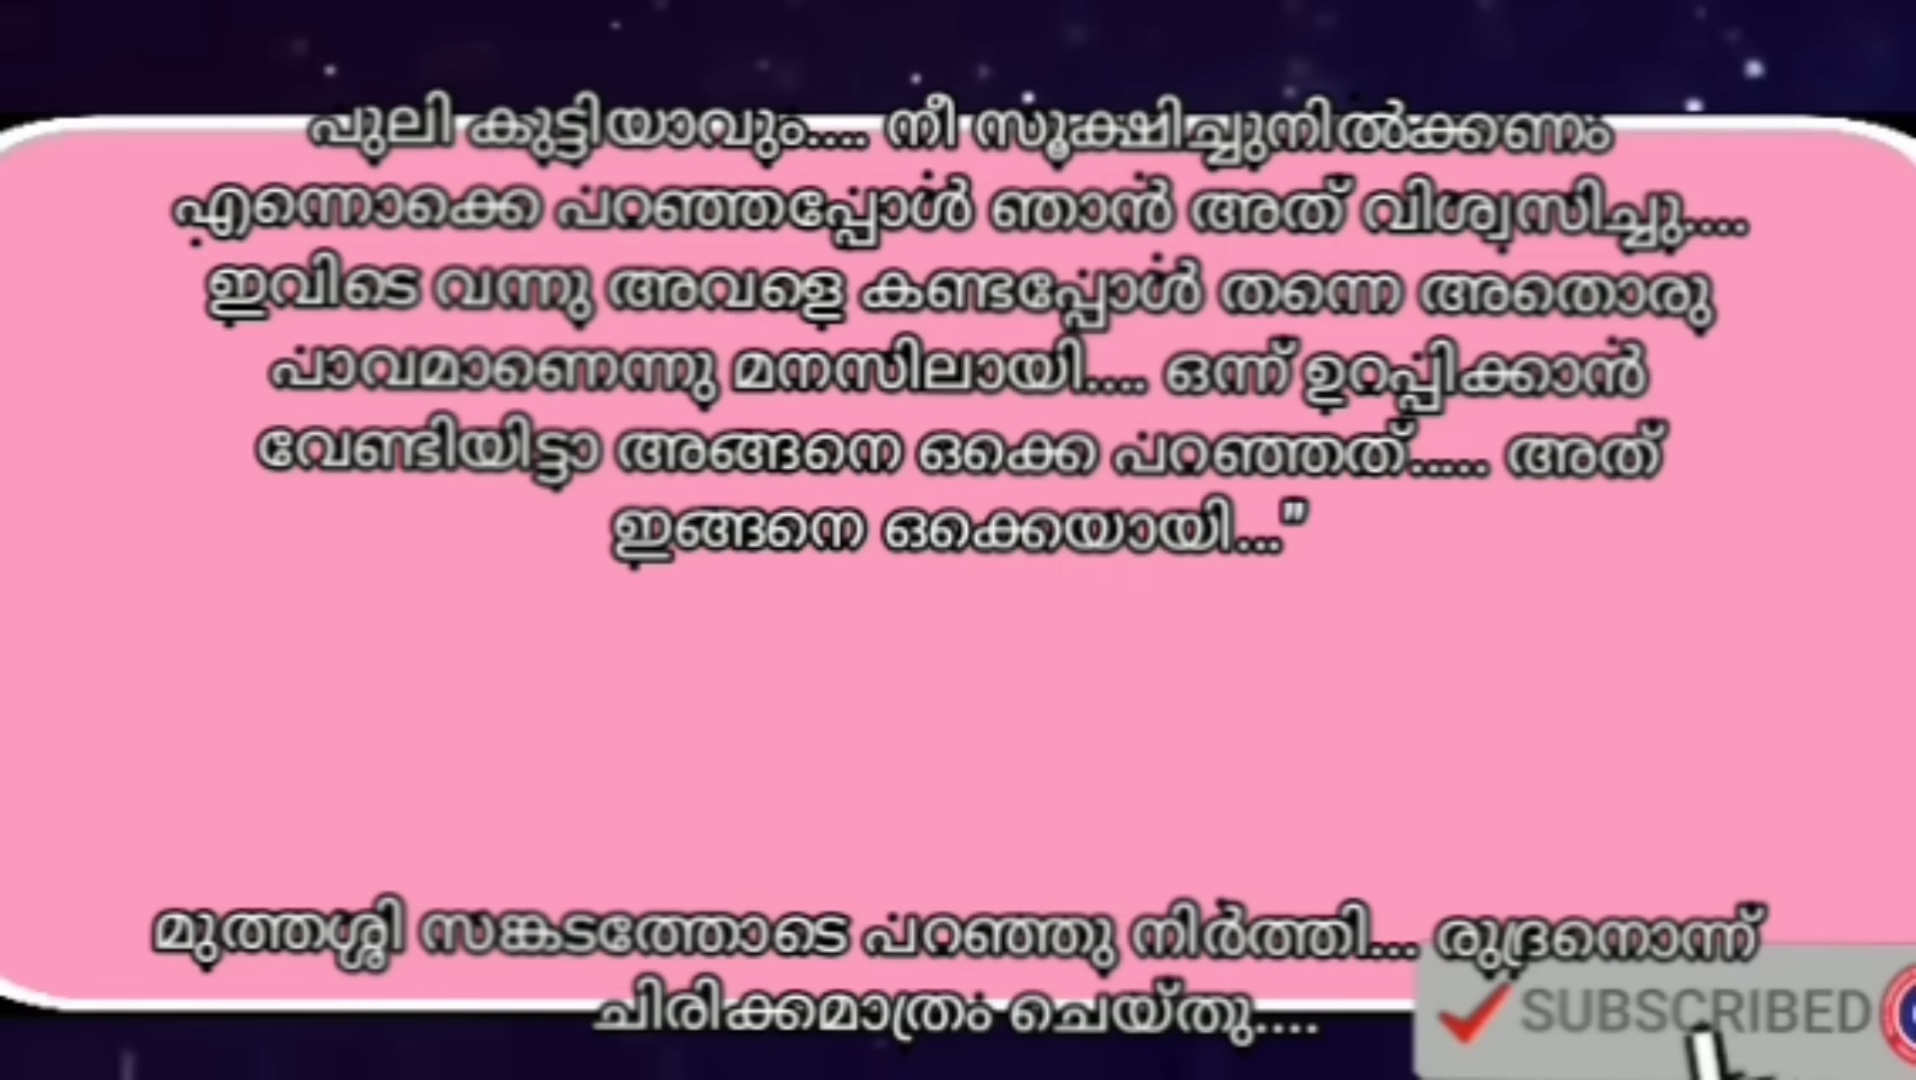 പുലി കുട്ടിയാവും.... നീ സൂക്ഷിച്ചുനിൽക്കണം
എന്നൊക്കെ പറഞ്ഞപ്പോൾ ഞാൻ അത് വിശ്വസിച്ചു....
ഇവിടെ വന്നു അവളെ കണ്ടപ്പോൾ തന്നെ അതൊരു
പാവമാണെന്നു മനസിലായി.... ഒന്ന് ഉറപ്പിക്കാൻ
വേണ്ടിയിട്ടാ അങ്ങനെ ഒക്കെ പറഞ്ഞത്..... അത്
ഇങ്ങനെ ഒക്കെയായി..."
മുത്തശ്ശി സങ്കടത്തോടെ പറഞ്ഞു നിർത്തി... രുദ്രനൊന്ന്
ചിരിക്കമാത്രം ചെയ്തു....
SUBSCRIBED